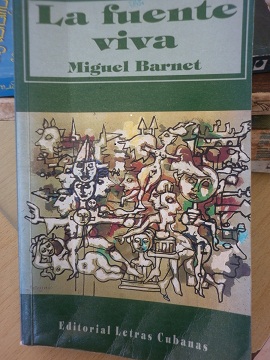 La fuente
viva
Miguel Barnet
Editorial Letras Cubanas